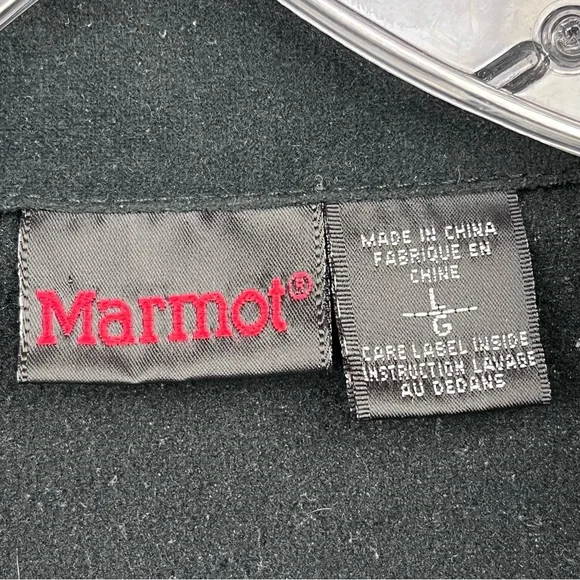 Marmot®
MADE IN CHINA
FABRIQUE EN
CHINE
L
G
CARE LABEL INSIDE
INSTRUCTION LAVAGE
AU DEDANS